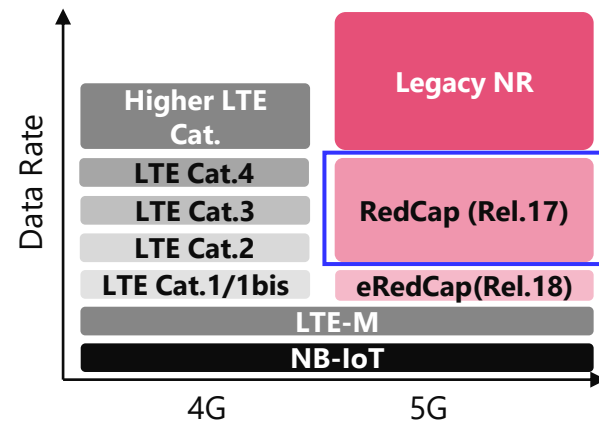 Data Rate
Higher LTE
Cat.
Legacy NR
LTE Cat.4
LTE Cat.3
RedCap (Rel.17)
LTE Cat.2
LTE Cat.1/1bis
eRedCap(Rel.18)
LTE-M
NB-IoT
4G
5G